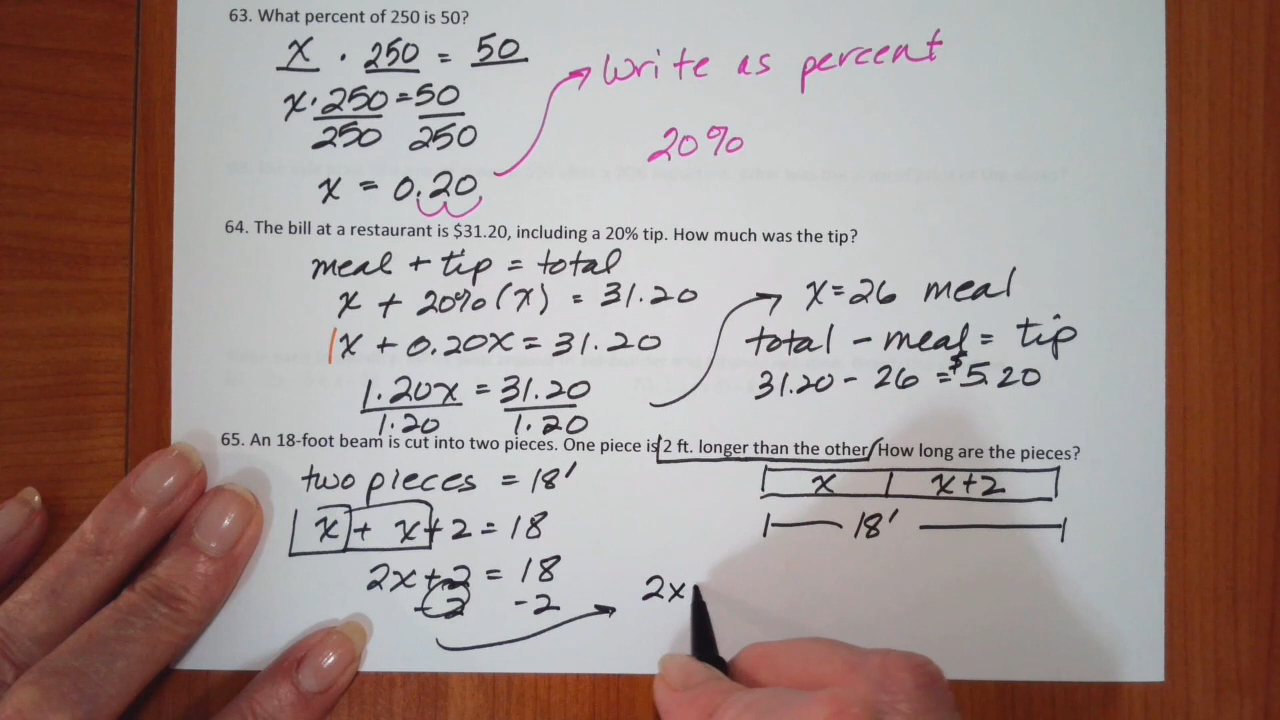 63. What percent of 250 is 50?
x · 250 = 50
x · 250 = 50
250 250
x = 0.20
Write as percent
20%
64. The bill at a restaurant is $31.20, including a 20% tip. How much was the tip?
meal + tip = total
x + 20% (x) = 31.20
1x + 0.20x = 31.20
1.20x = 31.20
1.20 1.20
x = 26 meal
total - meal = tip
31.20 - 26 = $5.20
65. An 18-foot beam is cut into two pieces. One piece is 2 ft. longer than the other. How long are the pieces?
two pieces = 18'
x + x + 2 = 18
2x + 2 = 18
-2 -2
x x+2
18'
2x